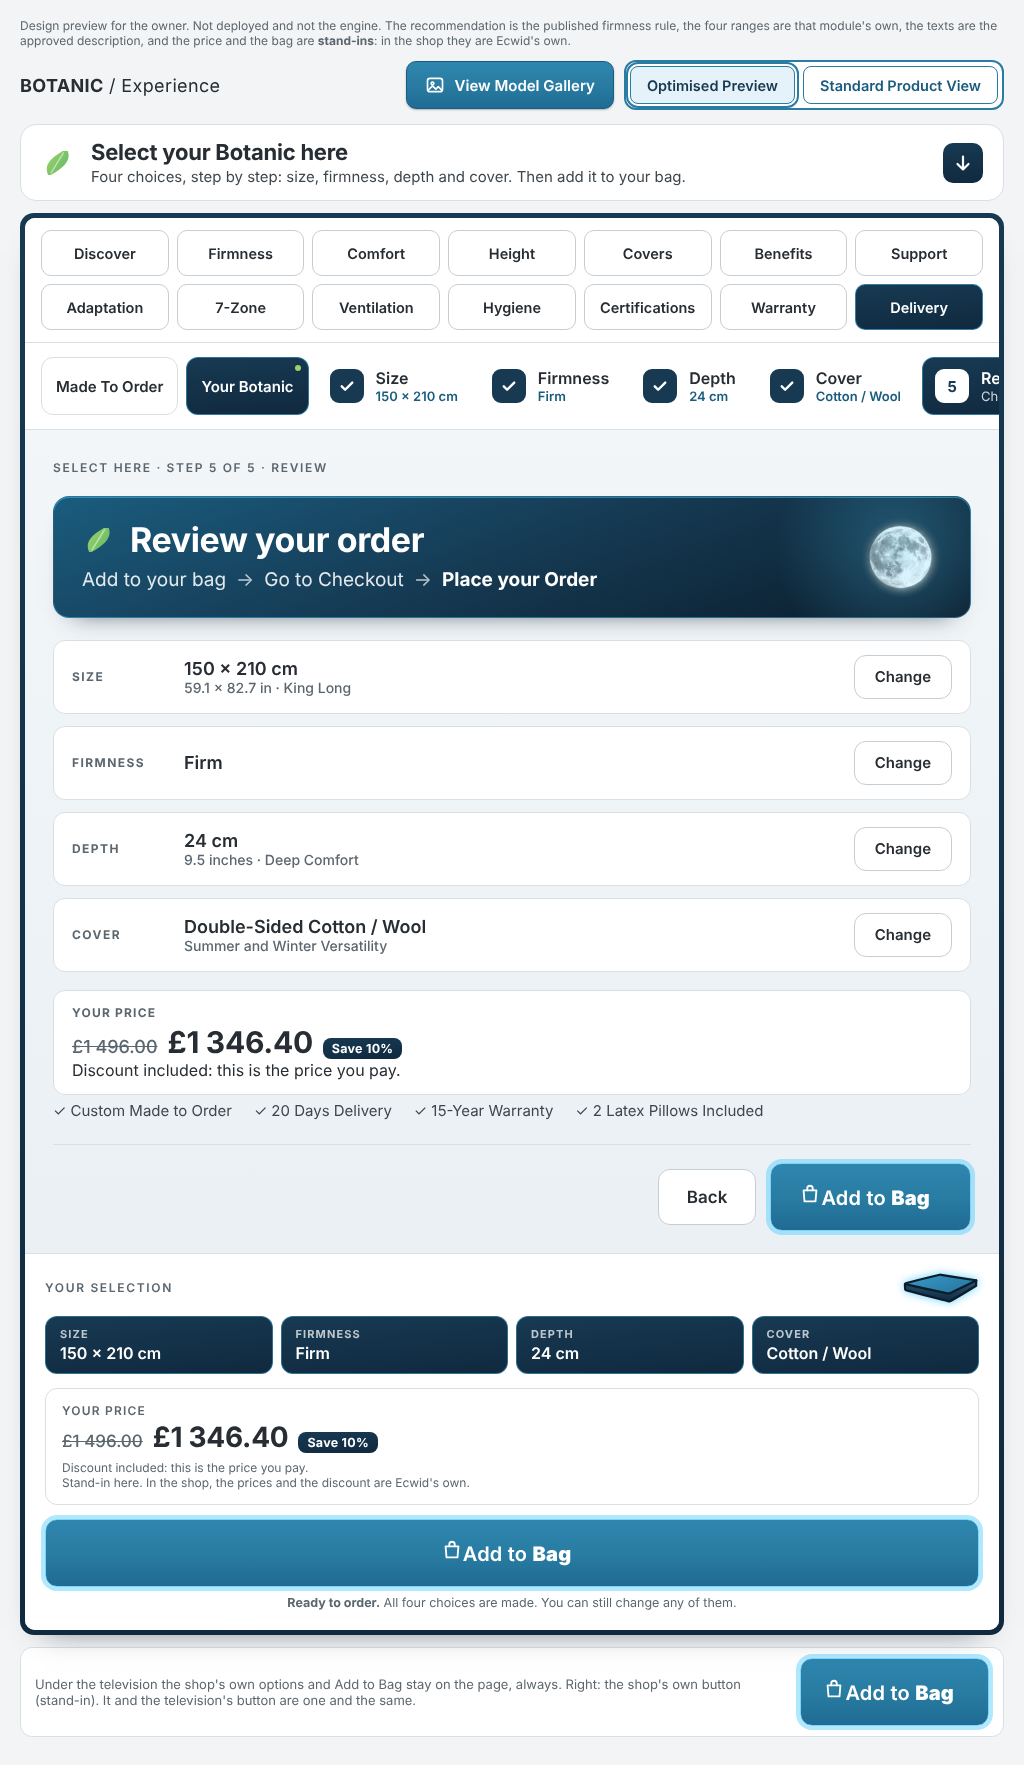 Design preview for the owner. Not deployed and not the engine. The recommendation is the published firmness rule, the four ranges are that module's own, the texts are the
approved description, and the price and the bag are stand-ins: in the shop they are Ecwid's own.
BOTANIC / Experience
View Model Gallery
Optimised Preview
Standard Product View
Select your Botanic here
Four choices, step by step: size, firmness, depth and cover. Then add it to your bag.
Discover
Firmness
Comfort
Height
Covers
Benefits
Support
Adaptation
7-Zone
Ventilation
Hygiene
Certifications
Warranty
Delivery
Made To Order
Your Botanic
Size
150 × 210 cm
Firmness
Firm
Depth
24 cm
Cover
Cotton / Wool
5
Re
Ch
SELECT HERE · STEP 5 OF 5 · REVIEW
Review your order
Add to your bag → Go to Checkout → Place your Order
SIZE
150 × 210 cm
59.1 × 82.7 in · King Long
Change
FIRMNESS
Firm
Change
DEPTH
24 cm
9.5 inches · Deep Comfort
Change
COVER
Double-Sided Cotton / Wool
Summer and Winter Versatility
Change
YOUR PRICE
£1 496.00 £1 346.40 Save 10%
Discount included: this is the price you pay.
✓ Custom Made to Order ✓ 20 Days Delivery ✓ 15-Year Warranty ✓ 2 Latex Pillows Included
Back
Add to Bag
YOUR SELECTION
SIZE
150 × 210 cm
FIRMNESS
Firm
DEPTH
24 cm
COVER
Cotton / Wool
YOUR PRICE
£1 496.00 £1 346.40 Save 10%
Discount included: this is the price you pay.
Stand-in here. In the shop, the prices and the discount are Ecwid's own.
Add to Bag
Ready to order. All four choices are made. You can still change any of them.
Under the television the shop's own options and Add to Bag stay on the page, always. Right: the shop's own button
(stand-in). It and the television's button are one and the same.
Add to Bag